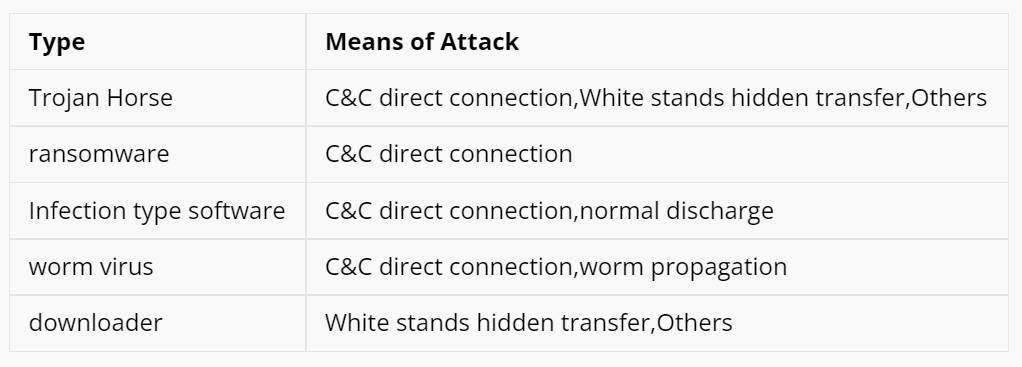 Type Means of Attack
Trojan Horse C&C direct connection,White stands hidden transfer,Others
ransomware C&C direct connection
Infection type software C&C direct connection,normal discharge
worm virus C&C direct connection,worm propagation
downloader White stands hidden transfer,Others